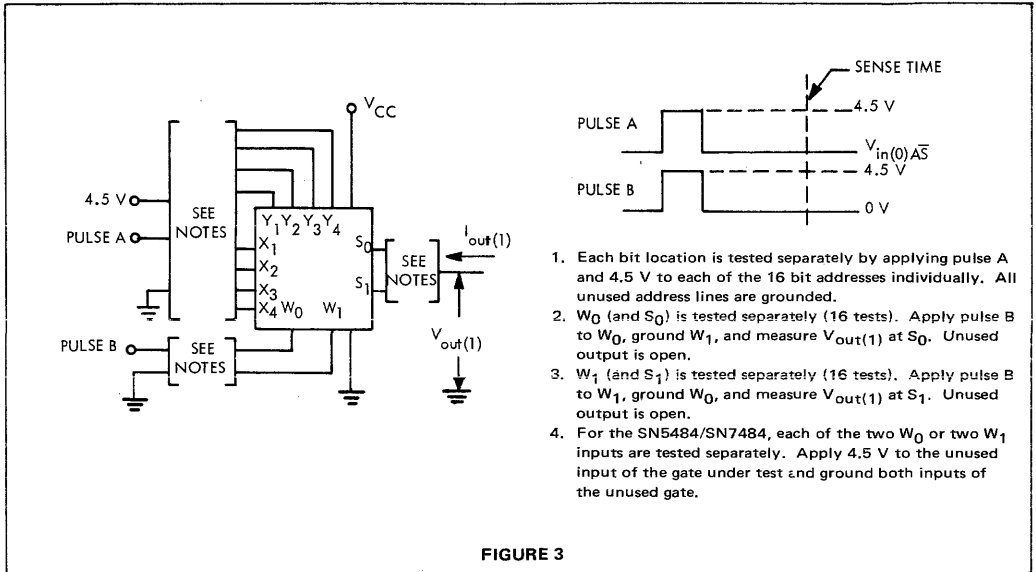 V_CC
4.5 V
PULSE A
SEE NOTES
Y1 Y2 Y3 Y4
X1
X2
X3
X4
W0 W1
S0
S1
SEE NOTES
I_out(1)
V_out(1)
PULSE B
SEE NOTES
SENSE TIME
PULSE A
4.5 V
V_in(0) AS̅
PULSE B
4.5 V
0 V
1. Each bit location is tested separately by applying pulse A
and 4.5 V to each of the 16 bit addresses individually. All
unused address lines are grounded.
2. W0 (and S0) is tested separately (16 tests). Apply pulse B
to W0, ground W1, and measure Vout(1) at S0. Unused
output is open.
3. W1 (and S1) is tested separately (16 tests). Apply pulse B
to W1, ground W0, and measure Vout(1) at S1. Unused
output is open.
4. For the SN5484/SN7484, each of the two W0 or two W1
inputs are tested separately. Apply 4.5 V to the unused
input of the gate under test and ground both inputs of
the unused gate.
FIGURE 3